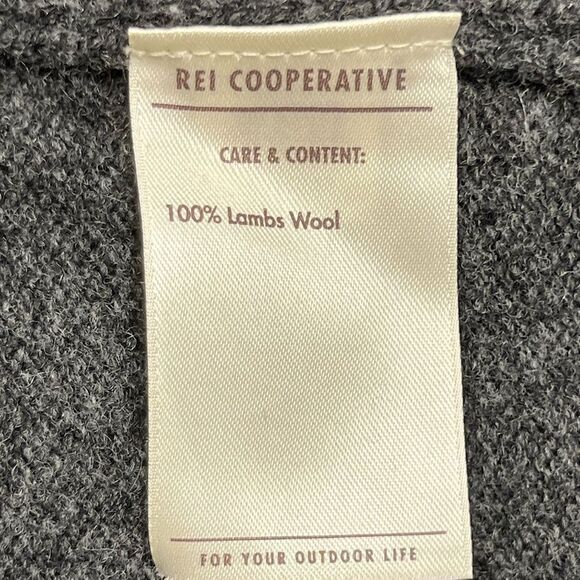 REI COOPERATIVE
CARE & CONTENT:
100% Lambs Wool
FOR YOUR OUTDOOR LIFE